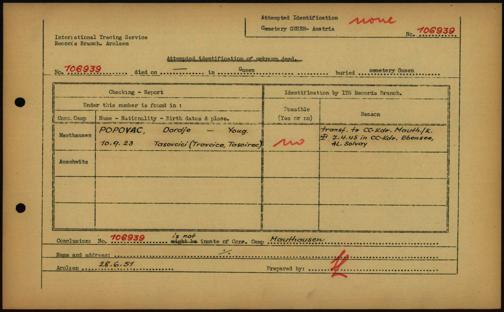 Attempted Identification none
Cemetery GUSEN- Austria
No. 106939
International Tracing Service
Records Branch, Arolsen
Attempted identification of unknown dead.
No. 106939 died on — in Gusen buried cemetery Gusen
Checking - Report
Identification by ITS Records Branch.
Under this number is found in :
Possible (Yes or no)
Reason
Conc. Camp
Name - Nationality - Birth dates & place.
Mauthausen
POPOVAC, Dordje — Youg.
10.9.23 Tasovcici (Travoice, Tasoirec)
no
transf. to CC-Kdr. Mauth/K.
7.4.45 in CC-Kdr. Ebensee,
AL Solvay
Auschwitz
Conclusion: No. 106939 is not might be inmate of Conc. Camp Mauthausen
Name and address:
Arolsen 28.6.51 Prepared by: